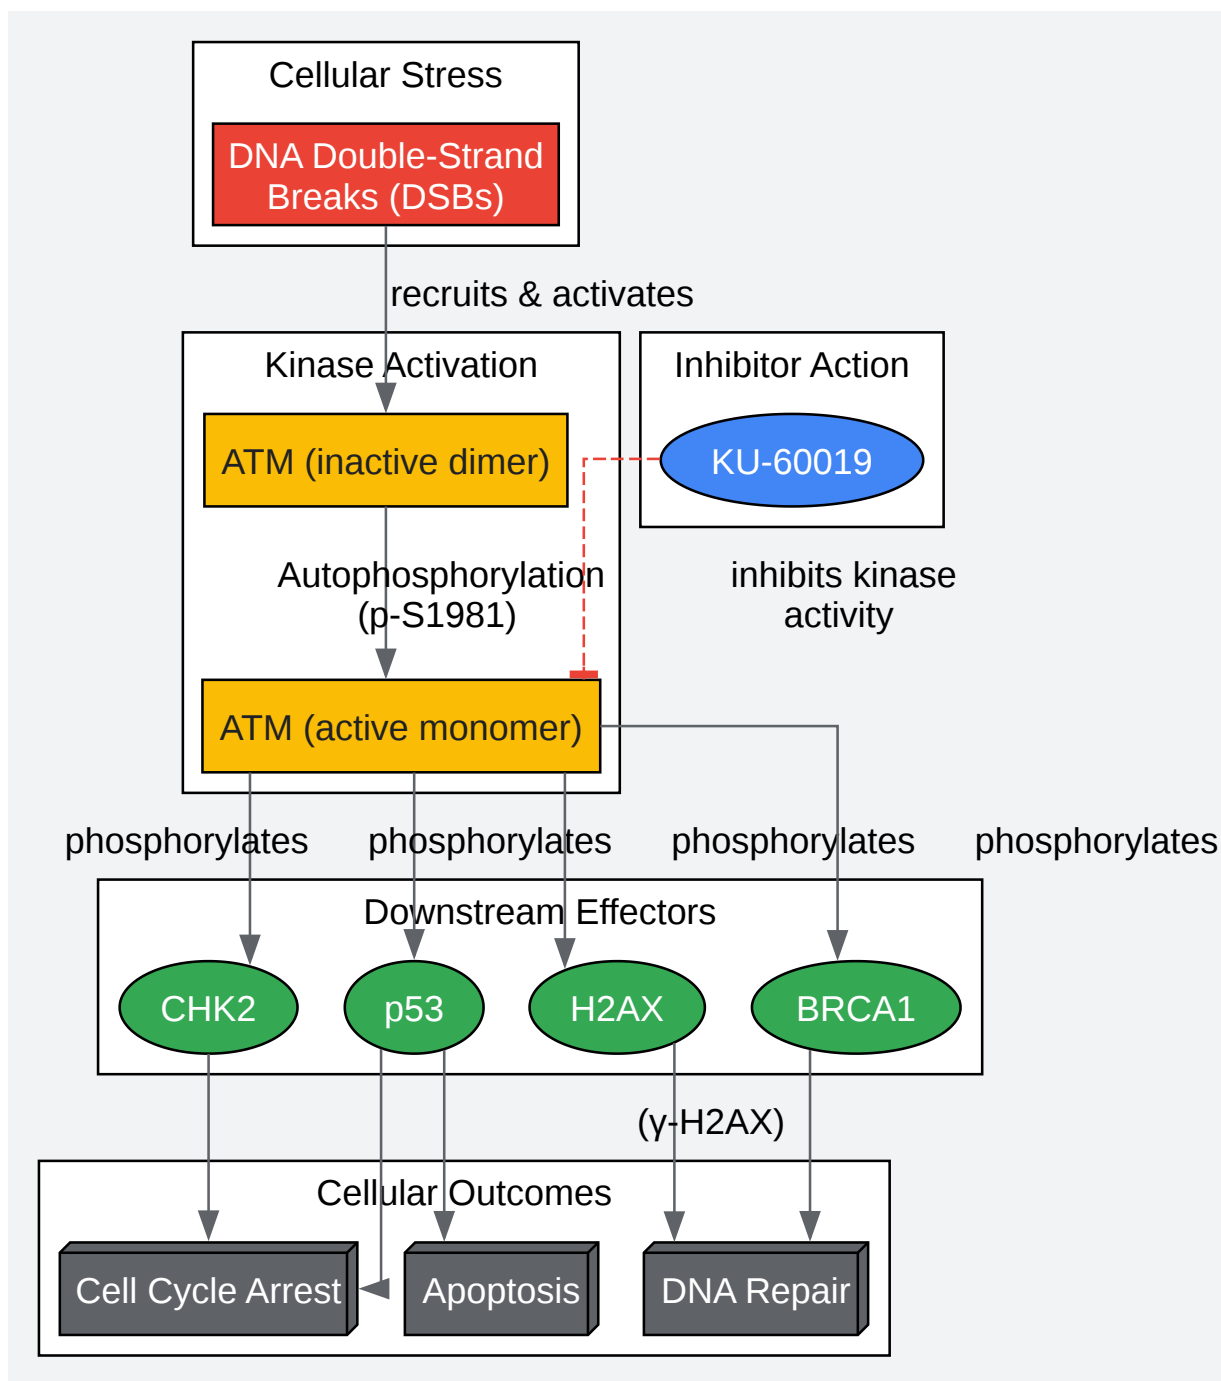 Cellular Stress
DNA Double-Strand
Breaks (DSBs)
recruits & activates
Kinase Activation
Inhibitor Action
ATM (inactive dimer)
KU-60019
Autophosphorylation
(p-S1981)
inhibits kinase
activity
ATM (active monomer)
phosphorylates
phosphorylates
phosphorylates
phosphorylates
Downstream Effectors
CHK2
p53
H2AX
BRCA1
(γ-H2AX)
Cellular Outcomes
Cell Cycle Arrest
Apoptosis
DNA Repair